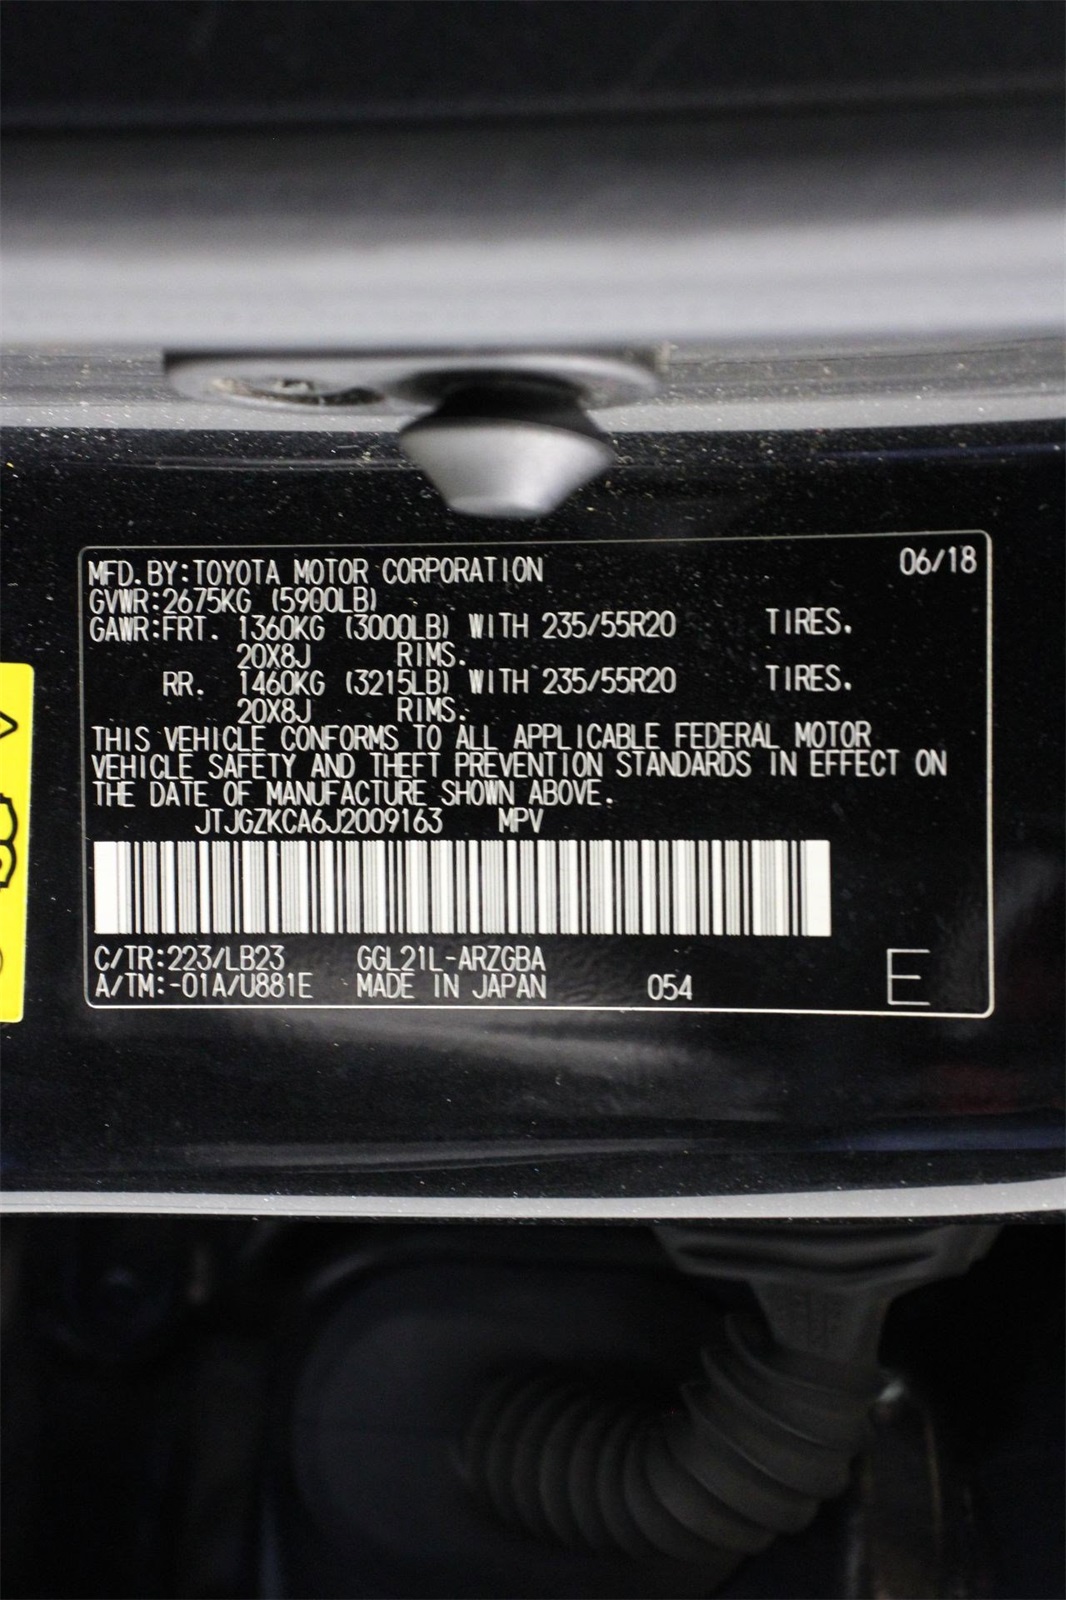 MFD.BY:TOYOTA MOTOR CORPORATION 06/18
GVWR:2675KG (5900LB)
GAWR:FRT. 1360KG (3000LB) WITH 235/55R20 TIRES.
20X8J RIMS.
RR. 1460KG (3215LB) WITH 235/55R20 TIRES.
20X8J RIMS.
THIS VEHICLE CONFORMS TO ALL APPLICABLE FEDERAL MOTOR
VEHICLE SAFETY AND THEFT PREVENTION STANDARDS IN EFFECT ON
THE DATE OF MANUFACTURE SHOWN ABOVE.
JTJGZKCA6J2009163 MPV
C/TR:223/LB23 GGL21L-ARZGBA
A/TM:-01A/U881E MADE IN JAPAN 054 E